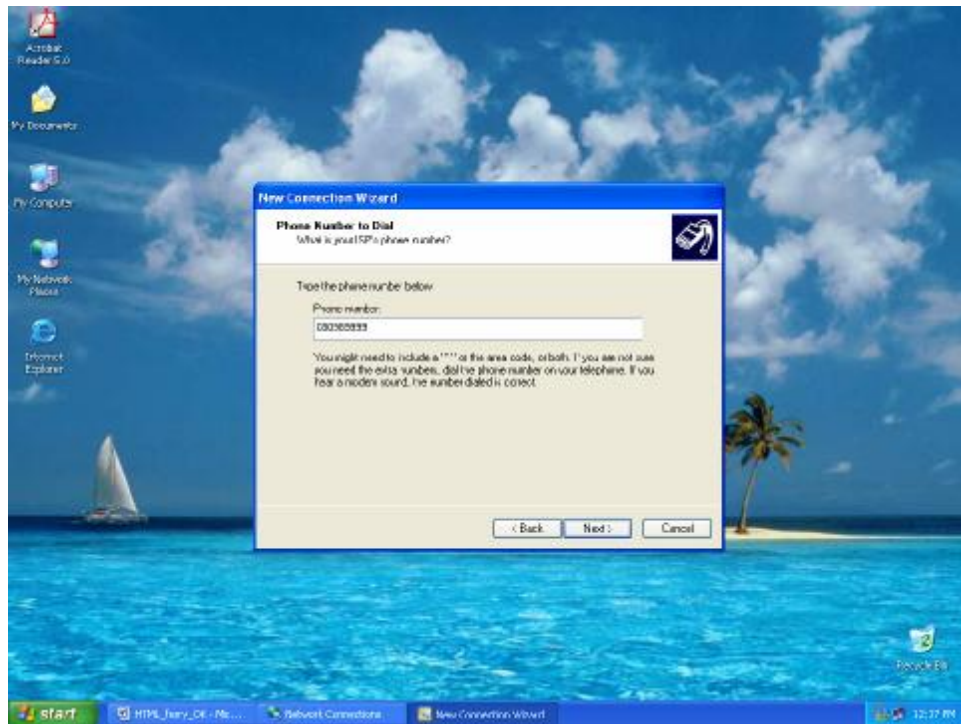 Acrobat
Reader 5.0
My Documents
My Computer
My Network
Places
Internet
Explorer
New Connection Wizard
Phone Number to Dial
What is your ISP's phone number?
Type the phone number below.
Phone number:
You might need to include a "1" or the area code, or both. If you are not sure
you need the extra numbers, dial the phone number on your telephone. If you
hear a modem sound, the number dialed is correct.
< Back
Next >
Cancel
Recycle Bin
start
Network Connections
New Connection Wizard
12:37 PM